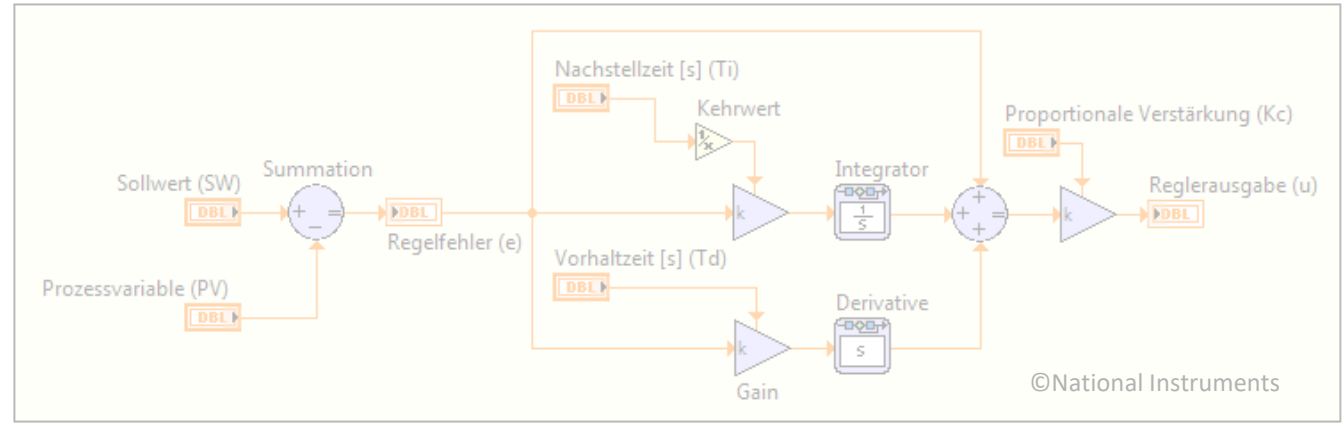 Nachstellzeit [s] (Ti)
DBL
Kehrwert
1/x
Proportionale Verstärkung (Kc)
DBL
Sollwert (SW)
DBL
Summation
+ =
−
DBL
Regelfehler (e)
k
Integrator
1
s
+
+ =
+
k
Reglerausgabe (u)
DBL
Prozessvariable (PV)
DBL
Vorhaltzeit [s] (Td)
DBL
k
Gain
Derivative
s
©National Instruments